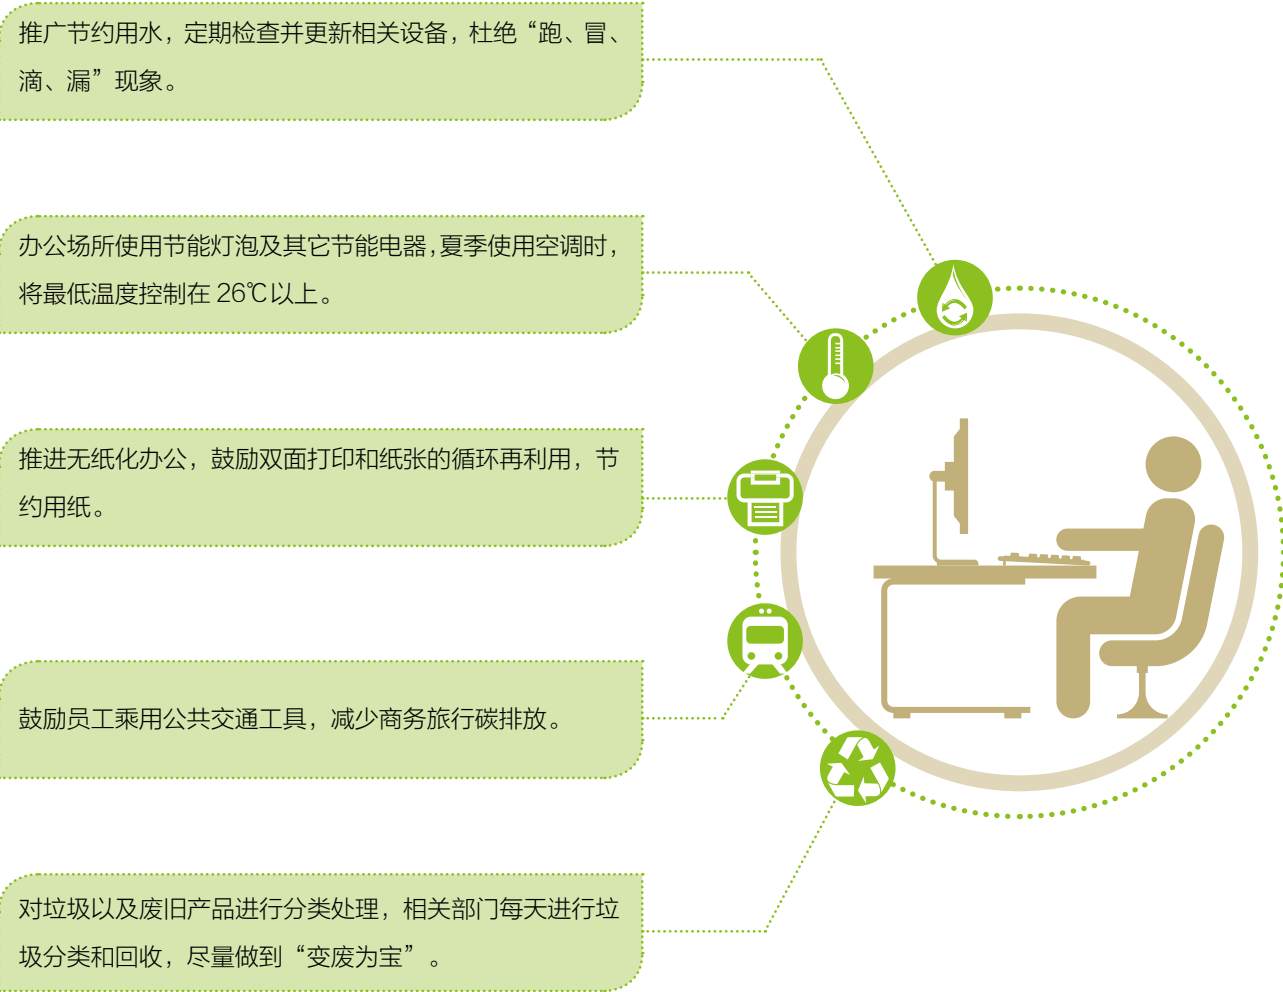 推广节约用水，定期检查并更新相关设备，杜绝“跑、冒、
滴、漏”现象。
办公场所使用节能灯泡及其它节能电器，夏季使用空调时，
将最低温度控制在 26℃以上。
推进无纸化办公，鼓励双面打印和纸张的循环再利用，节
约用纸。
鼓励员工乘用公共交通工具，减少商务旅行碳排放。
对垃圾以及废旧产品进行分类处理，相关部门每天进行垃
圾分类和回收，尽量做到“变废为宝”。